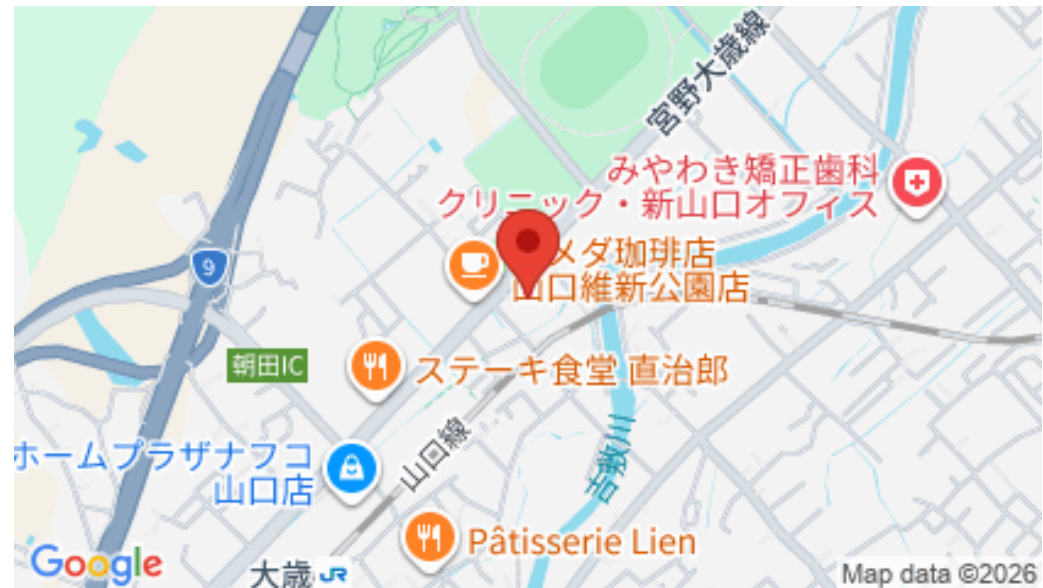 宮野大歳線
みやわき矯正歯科
クリニック・新山口オフィス
9
メダ珈琲店
山口維新公園店
朝田IC
ステーキ食堂 直治郎
ホームプラザナフコ
山口店
山口線
吉敷川
Pâtisserie Lien
大歳 JR
Google
Map data ©2026